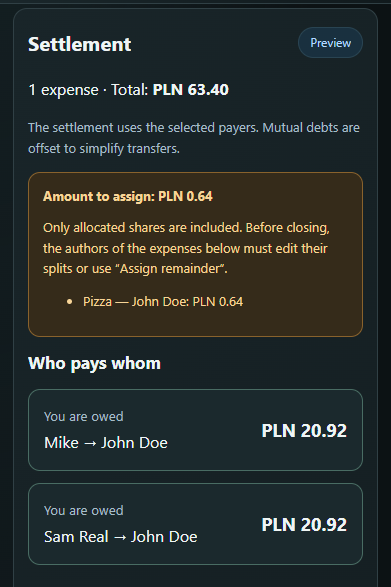 Settlement
Preview
1 expense · Total: PLN 63.40
The settlement uses the selected payers. Mutual debts are
offset to simplify transfers.
Amount to assign: PLN 0.64
Only allocated shares are included. Before closing,
the authors of the expenses below must edit their
splits or use “Assign remainder”.
• Pizza — John Doe: PLN 0.64
Who pays whom
You are owed
Mike → John Doe
PLN 20.92
You are owed
Sam Real → John Doe
PLN 20.92